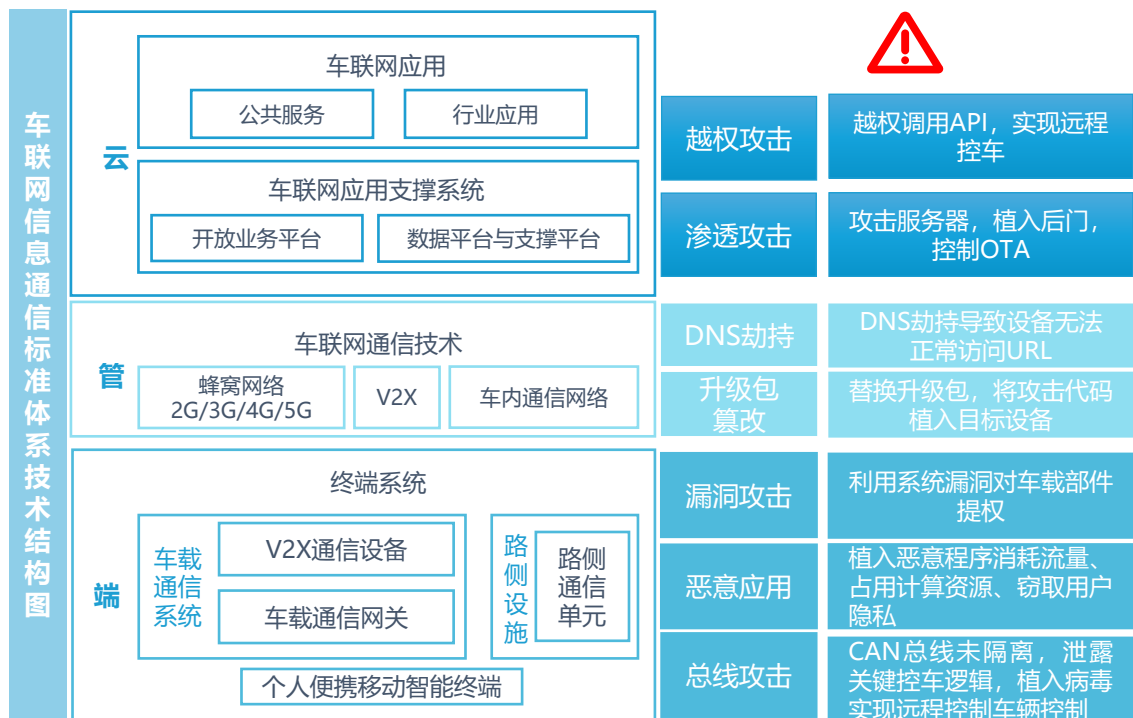 车联网信息通信标准体系技术结构图
云
车联网应用
公共服务
行业应用
车联网应用支撑系统
开放业务平台
数据平台与支撑平台
越权攻击
越权调用API，实现远程
控车
渗透攻击
攻击服务器，植入后门，
控制OTA
管
车联网通信技术
蜂窝网络
2G/3G/4G/5G
V2X
车内通信网络
DNS劫持
DNS劫持导致设备无法
正常访问URL
升级包
篡改
替换升级包，将攻击代码
植入目标设备
端
终端系统
车载
通信
系统
V2X通信设备
车载通信网关
路侧设施
路侧
通信
单元
个人便携移动智能终端
漏洞攻击
利用系统漏洞对车载部件
提权
恶意应用
植入恶意程序消耗流量、
占用计算资源、窃取用户
隐私
总线攻击
CAN总线未隔离，泄露
关键控车逻辑，植入病毒
实现远程控制车辆控制